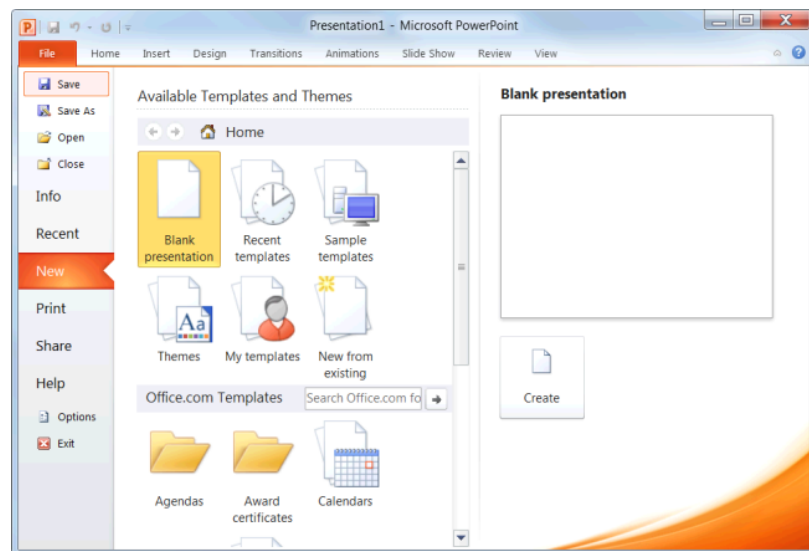 Presentation1 - Microsoft PowerPoint
File Home Insert Design Transitions Animations Slide Show Review View
Save
Save As
Open
Close
Info
Recent
New
Print
Share
Help
Options
Exit
Available Templates and Themes
Home
Blank
presentation
Recent
templates
Sample
templates
Aa
Themes
My templates
New from
existing
Office.com Templates
Search Office.com fo
Agendas
Award
certificates
Calendars
Blank presentation
Create